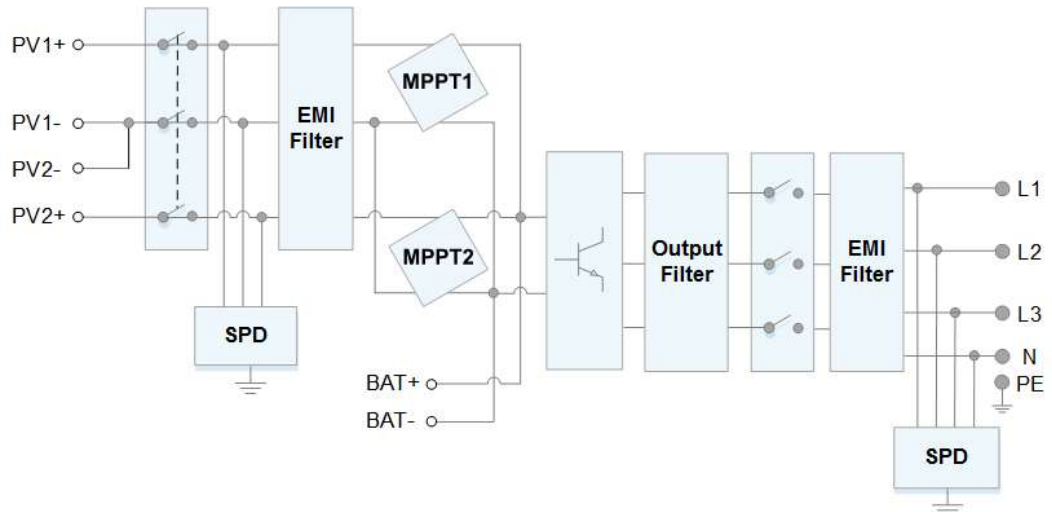 PV1+
PV1-
PV2-
PV2+
EMI
Filter
MPPT1
MPPT2
SPD
BAT+
BAT-
Output
Filter
EMI
Filter
L1
L2
L3
N
PE
SPD